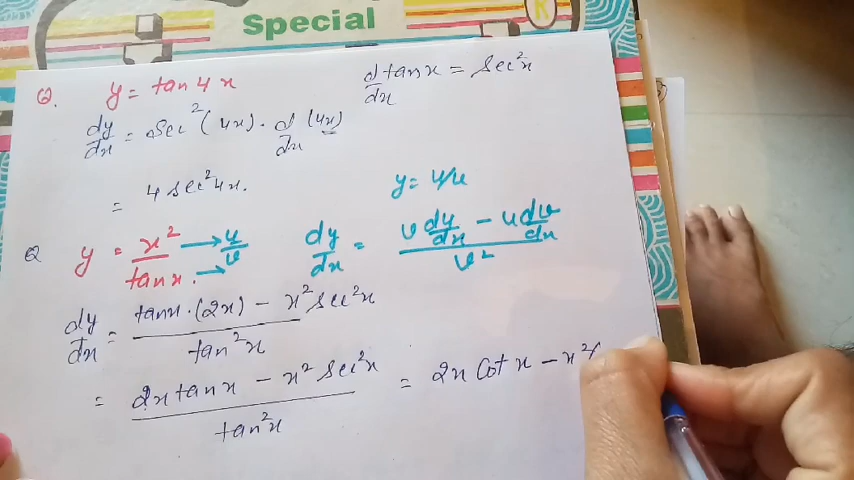 Special
R
Q. y = tan 4x
d/dx tan x = sec²x
dy/dx = sec²(4x) · d/dx (4x)
= 4 sec²4x.
y = u/v
Q y = x²/tan x. → u/v
dy/dx = (v du/dx − u dv/dx)/v²
dy/dx = (tan x · (2x) − x² sec²x)/tan²x
= (2x tan x − x² sec²x)/tan²x = 2x Cot x − x²